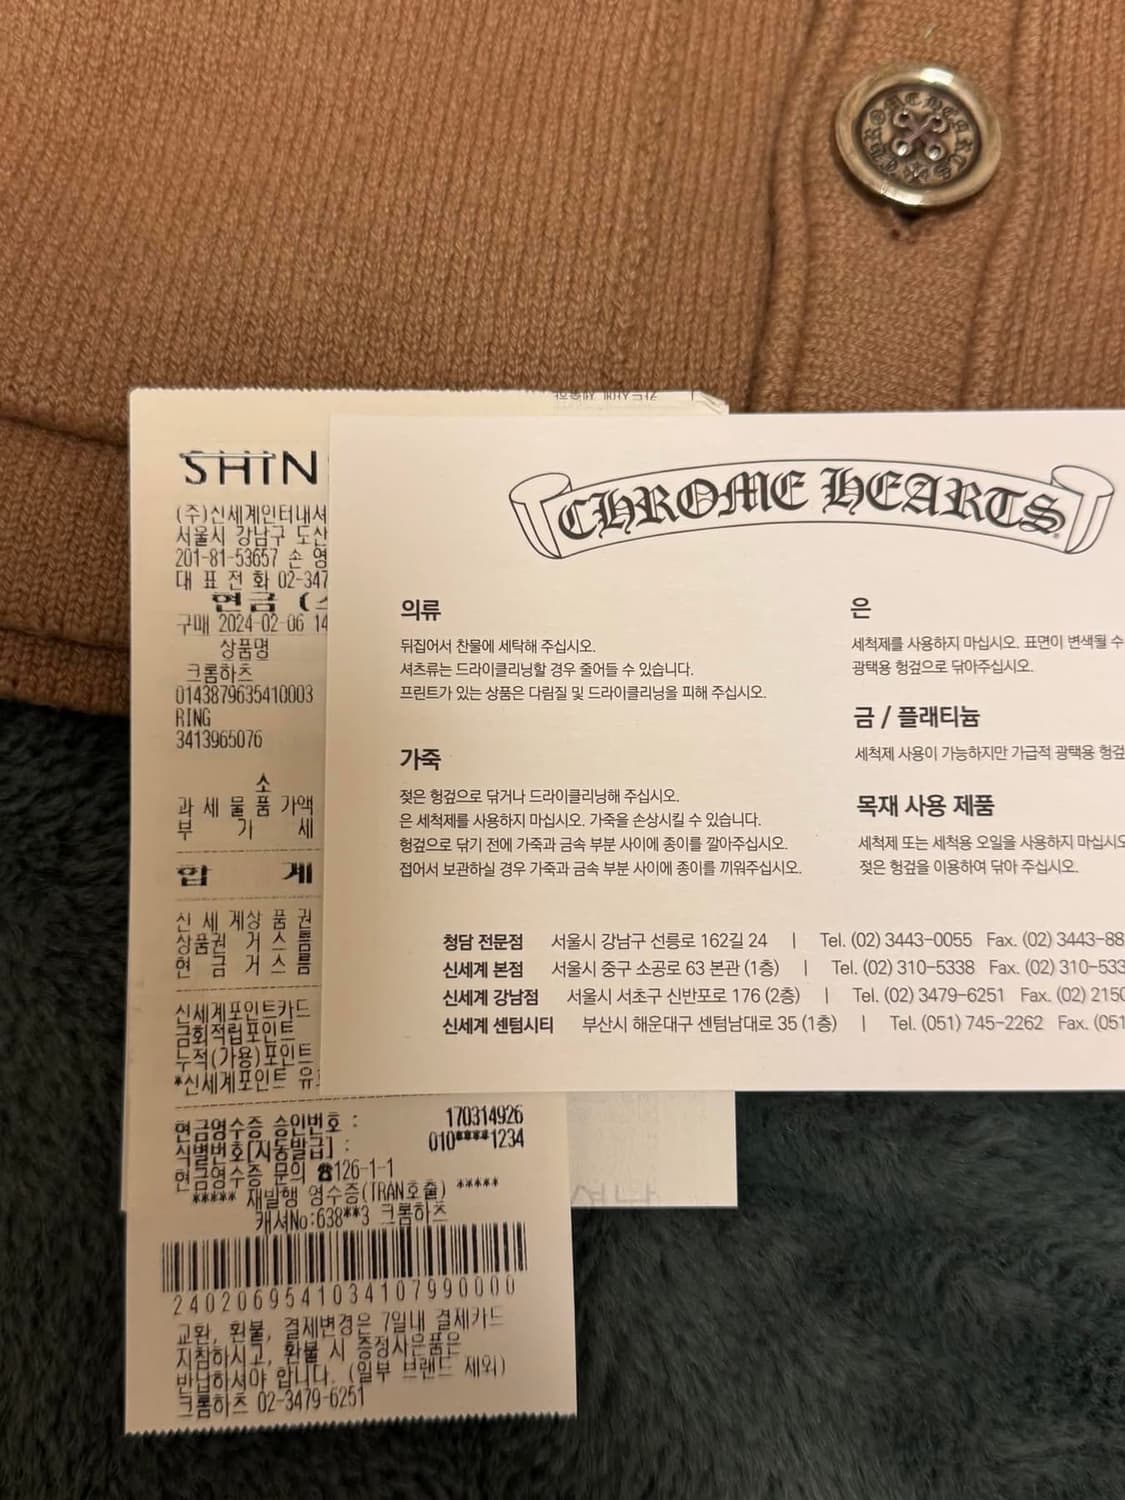 CHROME HEARTS
SHIN
(주)신세계인터내셔
서울시 강남구 도산
201-81-53657 손 영
대 표 전 화 02-347
현금 (
구매 2024-02-06 14
상품명
크롬하츠
0143879635410003
RING
3413965076
소
과 세 물 품 가액
부 가 세
합 계
신 세 계상 품 권
상품권 거 스 름
현 금 거 스 름
신세계포인트카드
금회적립포인트
누적(가용)포인트
*신세계포인트 유
현금영수증 승인번호 : 170314926
식별번호[자동발급] : 010****1234
현금영수증 문의 ☎126-1-1
***** 재발행 영수증(TRAN호출) *****
캐셔No:638**3 크롬하츠
2402069541034107990000
교환, 환불, 결제변경은 7일내 결제카드
지참하시고, 환불 시 증정사은품은
반납하셔야 합니다. (일부 브랜드 제외)
크롬하츠 02-3479-6251
CHROME HEARTS
의류
뒤집어서 찬물에 세탁해 주십시오.
셔츠류는 드라이클리닝할 경우 줄어들 수 있습니다.
프린트가 있는 상품은 다림질 및 드라이클리닝을 피해 주십시오.
가죽
젖은 헝겊으로 닦거나 드라이클리닝해 주십시오.
은 세척제를 사용하지 마십시오. 가죽을 손상시킬 수 있습니다.
헝겊으로 닦기 전에 가죽과 금속 부분 사이에 종이를 깔아주십시오.
접어서 보관하실 경우 가죽과 금속 부분 사이에 종이를 끼워주십시오.
은
세척제를 사용하지 마십시오. 표면이 변색될 수
광택용 헝겊으로 닦아주십시오.
금 / 플래티늄
세척제 사용이 가능하지만 가급적 광택용 헝겊
목재 사용 제품
세척제 또는 세척용 오일을 사용하지 마십시오
젖은 헝겊을 이용하여 닦아 주십시오.
청담 전문점 서울시 강남구 선릉로 162길 24 | Tel. (02) 3443-0055 Fax. (02) 3443-88
신세계 본점 서울시 중구 소공로 63 본관 (1층) | Tel. (02) 310-5338 Fax. (02) 310-533
신세계 강남점 서울시 서초구 신반포로 176 (2층) | Tel. (02) 3479-6251 Fax. (02) 2150
신세계 센텀시티 부산시 해운대구 센텀남대로 35 (1층) | Tel. (051) 745-2262 Fax. (051